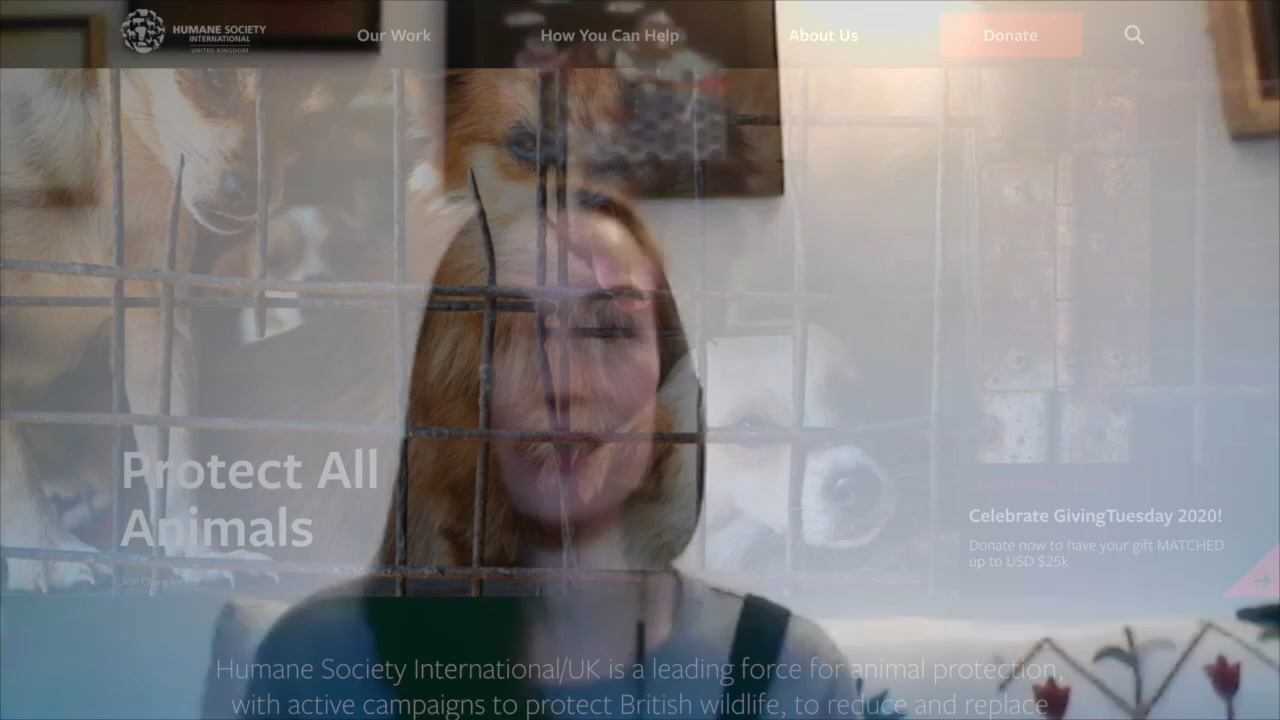 HUMANE SOCIETY
INTERNATIONAL
UNITED KINGDOM
Our Work
How You Can Help
About Us
Donate
Protect All
Animals
Celebrate GivingTuesday 2020!
Donate now to have your gift MATCHED
up to USD $25k
Humane Society International/UK is a leading force for animal protection,
with active campaigns to protect British wildlife, to reduce and replace